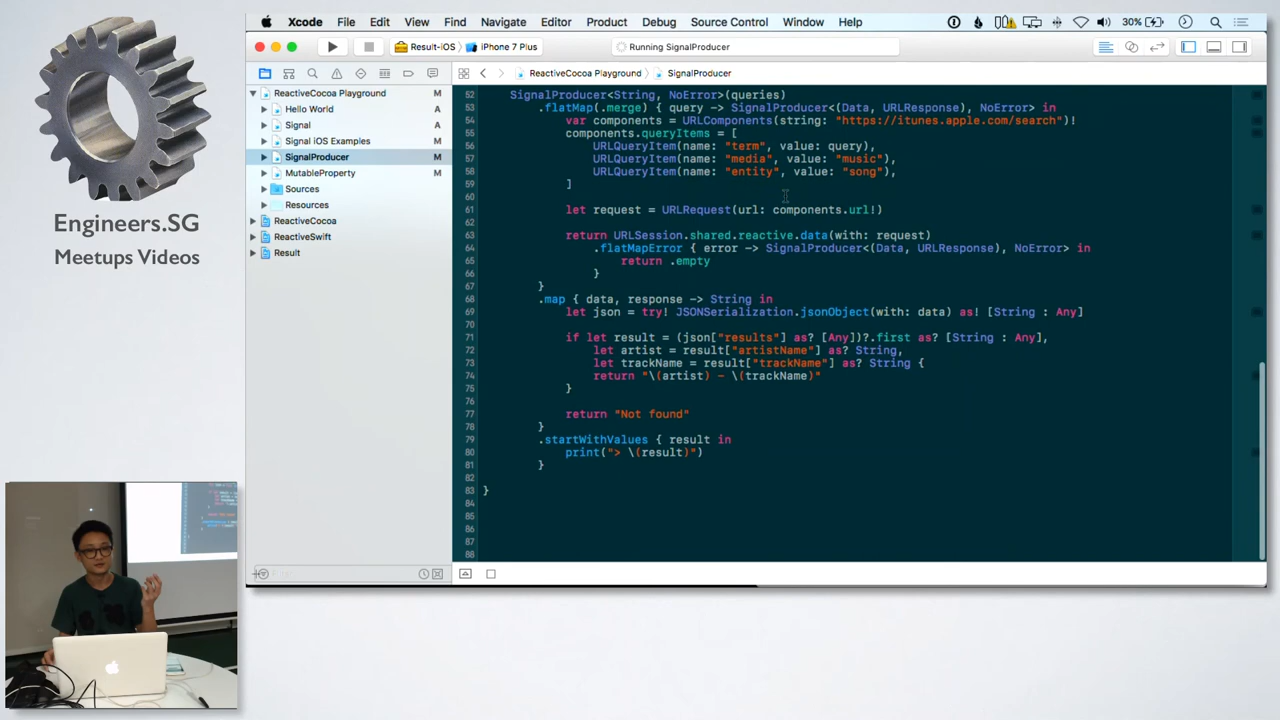 Xcode File Edit View Find Navigate Editor Product Debug Source Control Window Help 30%
Result-iOS iPhone 7 Plus Running SignalProducer
ReactiveCocoa Playground SignalProducer
ReactiveCocoa Playground M
Hello World A
Signal A
Signal iOS Examples M
SignalProducer M
MutableProperty M
Sources
Resources
ReactiveCocoa
ReactiveSwift
Result
52 SignalProducer<String, NoError>(queries)
53 .flatMap(.merge) { query -> SignalProducer<(Data, URLResponse), NoError> in
54 var components = URLComponents(string: "https://itunes.apple.com/search")!
55 components.queryItems = [
56 URLQueryItem(name: "term", value: query),
57 URLQueryItem(name: "media", value: "music"),
58 URLQueryItem(name: "entity", value: "song"),
59 ]
60
61 let request = URLRequest(url: components.url!)
62
63 return URLSession.shared.reactive.data(with: request)
64 .flatMapError { error -> SignalProducer<(Data, URLResponse), NoError> in
65 return .empty
66 }
67 }
68 .map { data, response -> String in
69 let json = try! JSONSerialization.jsonObject(with: data) as! [String : Any]
70
71 if let result = (json["results"] as? [Any])?.first as? [String : Any],
72 let artist = result["artistName"] as? String,
73 let trackName = result["trackName"] as? String {
74 return "\(artist) - \(trackName)"
75 }
76
77 return "Not found"
78 }
79 .startWithValues { result in
80 print("> \(result)")
81 }
82
83 }
84
85
86
87
88
Engineers.SG
Meetups Videos